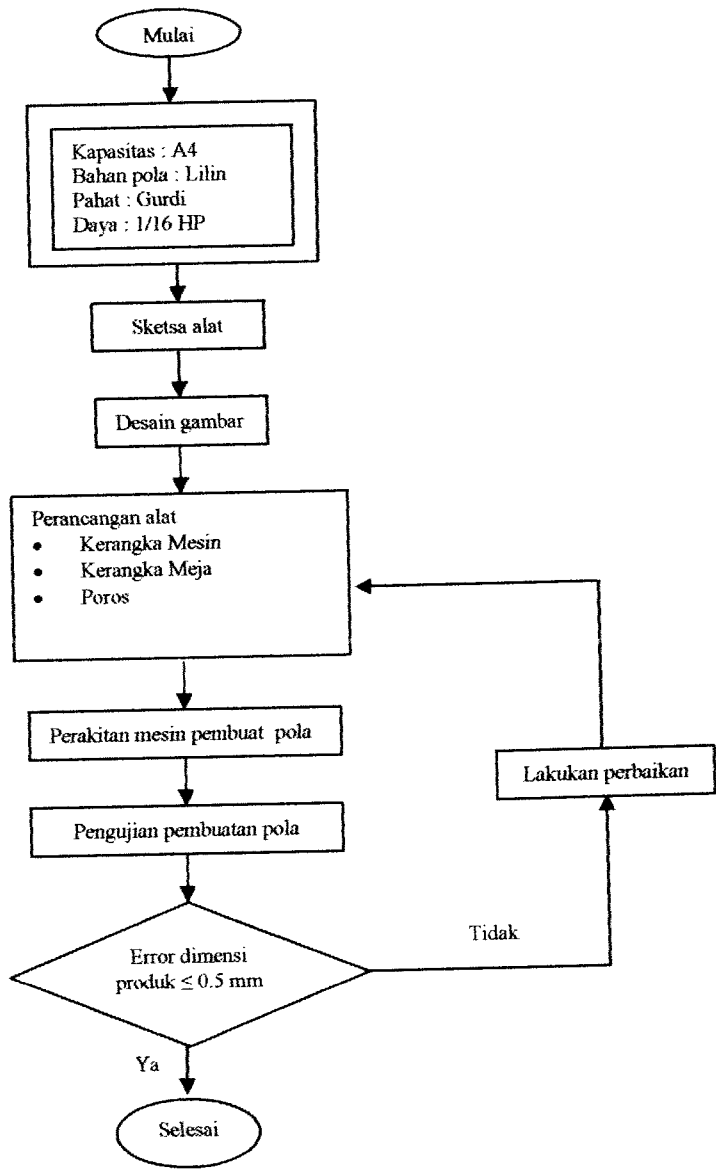 Mulai
Kapasitas : A4
Bahan pola : Lilin
Pahat : Gurdi
Daya : 1/16 HP
Sketsa alat
Desain gambar
Perancangan alat
• Kerangka Mesin
• Kerangka Meja
• Poros
Perakitan mesin pembuat pola
Lakukan perbaikan
Pengujian pembuatan pola
Error dimensi
produk ≤ 0.5 mm
Tidak
Ya
Selesai